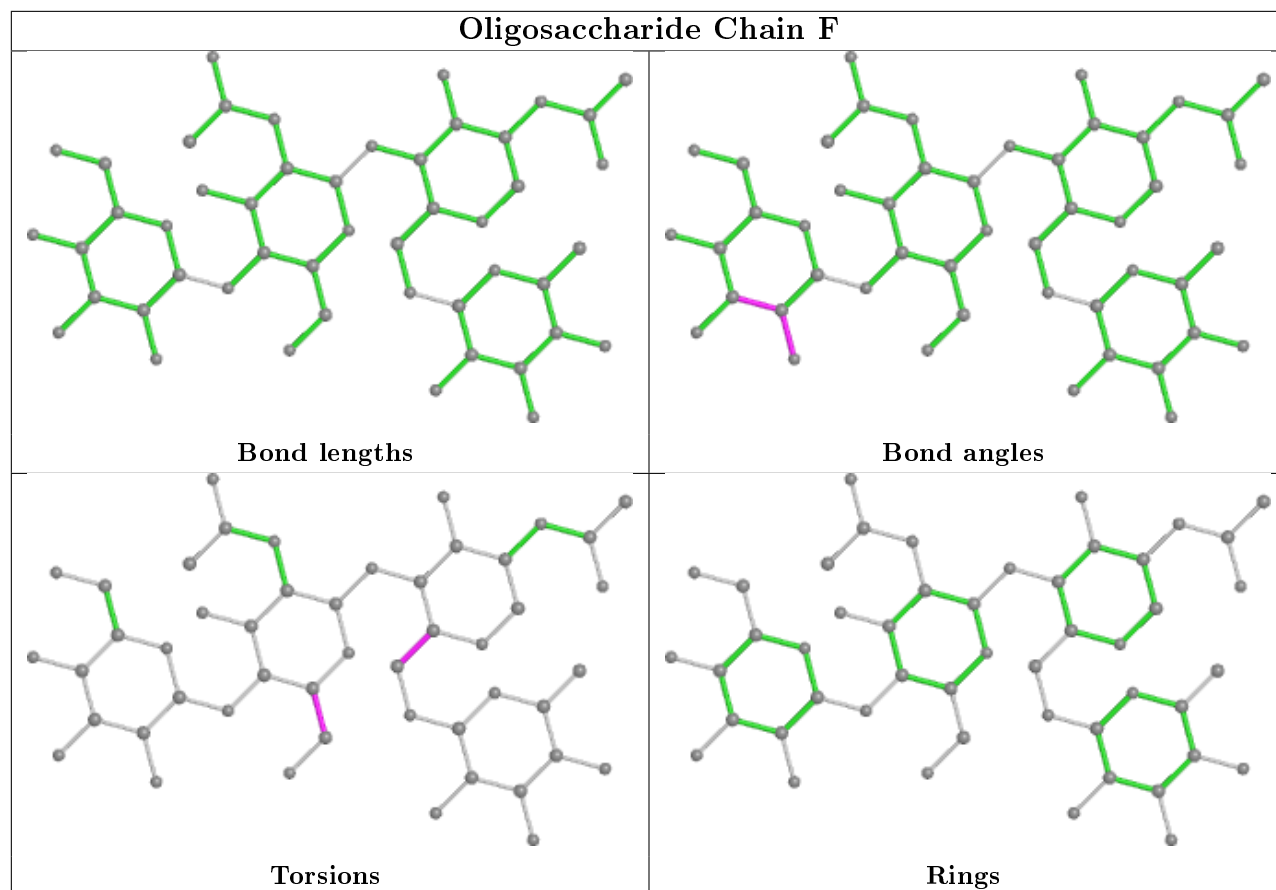 Oligosaccharide Chain F
Bond lengths
Bond angles
Torsions
Rings